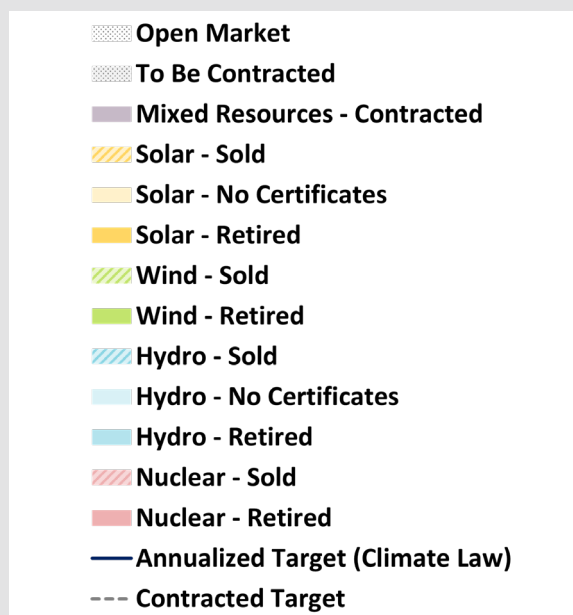 Open Market
To Be Contracted
Mixed Resources - Contracted
Solar - Sold
Solar - No Certificates
Solar - Retired
Wind - Sold
Wind - Retired
Hydro - Sold
Hydro - No Certificates
Hydro - Retired
Nuclear - Sold
Nuclear - Retired
Annualized Target (Climate Law)
Contracted Target